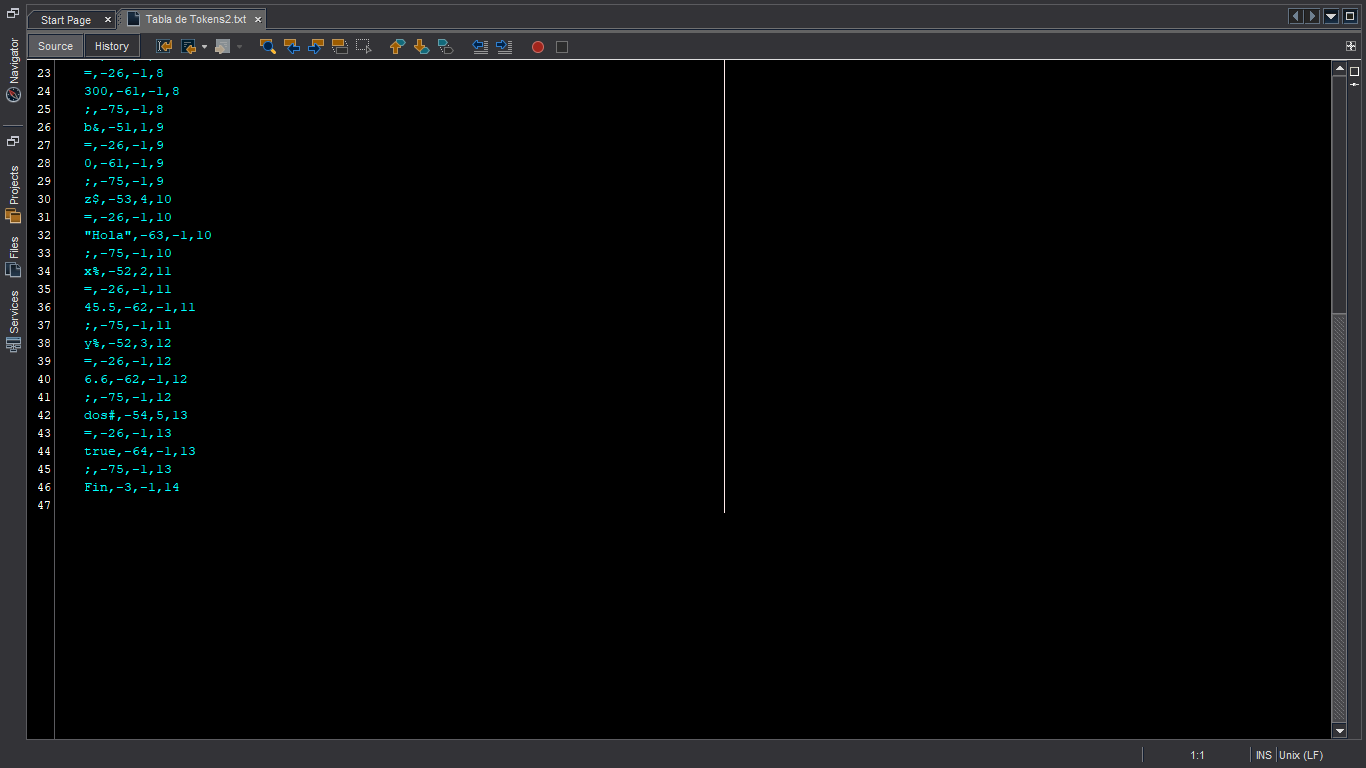 Start Page
Tabla de Tokens2.txt
Source History
Navigator
Projects
Files
Services
23 =,-26,-1,8
24 300,-61,-1,8
25 ;,-75,-1,8
26 b&,-51,1,9
27 =,-26,-1,9
28 0,-61,-1,9
29 ;,-75,-1,9
30 z$,-53,4,10
31 =,-26,-1,10
32 "Hola",-63,-1,10
33 ;,-75,-1,10
34 x%,-52,2,11
35 =,-26,-1,11
36 45.5,-62,-1,11
37 ;,-75,-1,11
38 y%,-52,3,12
39 =,-26,-1,12
40 6.6,-62,-1,12
41 ;,-75,-1,12
42 dos#,-54,5,13
43 =,-26,-1,13
44 true,-64,-1,13
45 ;,-75,-1,13
46 Fin,-3,-1,14
47
1:1 INS Unix (LF)